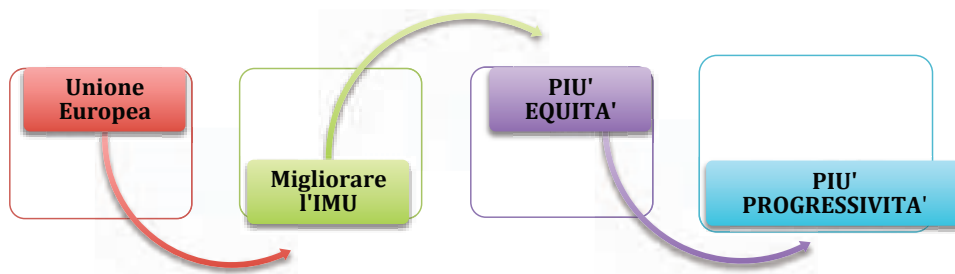 Unione
Europea
Migliorare
l'IMU
PIU'
EQUITA'
PIU'
PROGRESSIVITA'